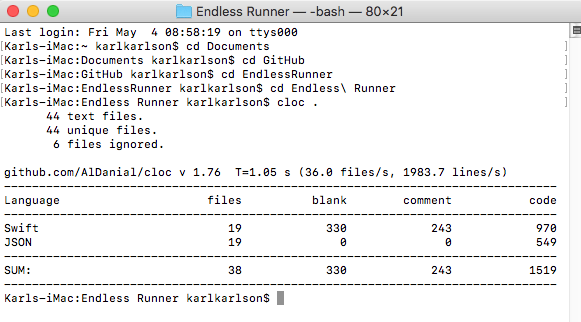 Endless Runner — -bash — 80×21
Last login: Fri May  4 08:58:19 on ttys000
[Karls-iMac:~ karlkarlson$ cd Documents ]
[Karls-iMac:Documents karlkarlson$ cd GitHub ]
[Karls-iMac:GitHub karlkarlson$ cd EndlessRunner ]
[Karls-iMac:EndlessRunner karlkarlson$ cd Endless\ Runner ]
[Karls-iMac:Endless Runner karlkarlson$ cloc . ]
      44 text files.
      44 unique files.
       6 files ignored.
github.com/AlDanial/cloc v 1.76  T=1.05 s (36.0 files/s, 1983.7 lines/s)
-------------------------------------------------------------------------------
Language                     files          blank        comment           code
-------------------------------------------------------------------------------
Swift                           19            330            243            970
JSON                            19              0              0            549
-------------------------------------------------------------------------------
SUM:                            38            330            243           1519
-------------------------------------------------------------------------------
Karls-iMac:Endless Runner karlkarlson$